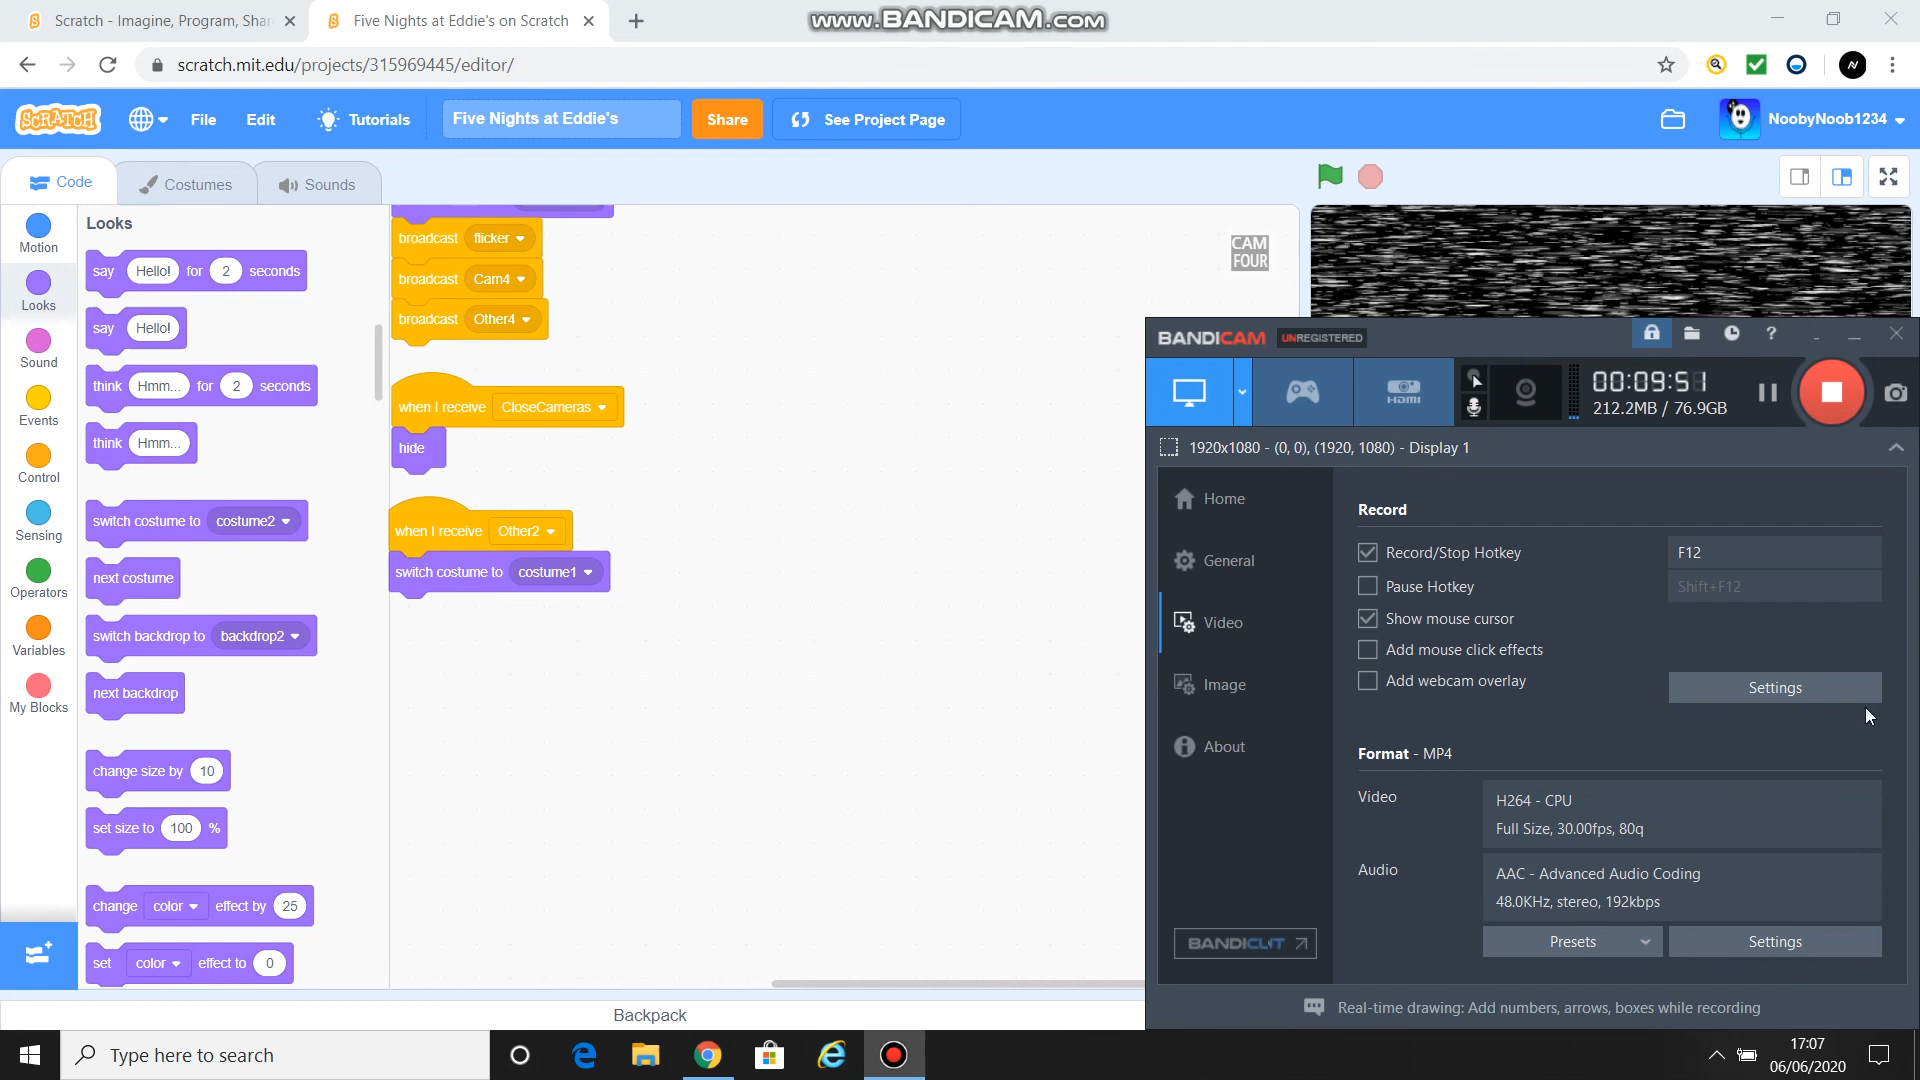 Scratch - Imagine, Program, Shar
Five Nights at Eddie's on Scratch
www.BANDICAM.com
scratch.mit.edu/projects/315969445/editor/
SCRATCH
File
Edit
Tutorials
Five Nights at Eddie's
Share
See Project Page
NoobyNoob1234
Code
Costumes
Sounds
Motion
Looks
Sound
Events
Control
Sensing
Operators
Variables
My Blocks
Looks
say Hello! for 2 seconds
say Hello!
think Hmm... for 2 seconds
think Hmm...
switch costume to costume2
next costume
switch backdrop to backdrop2
next backdrop
change size by 10
set size to 100 %
change color effect by 25
set color effect to 0
broadcast flicker
broadcast Cam4
broadcast Other4
when I receive CloseCameras
hide
when I receive Other2
switch costume to costume1
CAM
FOUR
Backpack
BANDICAM UNREGISTERED
HDMI
00:09:51
212.2MB / 76.9GB
1920x1080 - (0, 0), (1920, 1080) - Display 1
Home
General
Video
Image
About
BANDICUT
Record
Record/Stop Hotkey F12
Pause Hotkey Shift+F12
Show mouse cursor
Add mouse click effects
Add webcam overlay
Settings
Format - MP4
Video
H264 - CPU
Full Size, 30.00fps, 80q
Audio
AAC - Advanced Audio Coding
48.0KHz, stereo, 192kbps
Presets
Settings
Real-time drawing: Add numbers, arrows, boxes while recording
Type here to search
17:07
06/06/2020